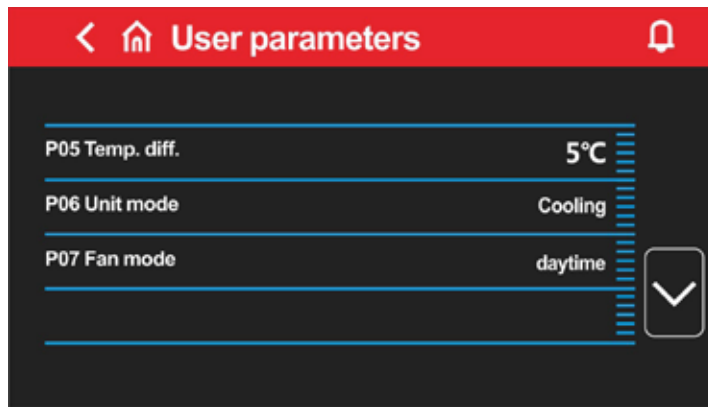 User parameters
P05 Temp. diff. 5°C
P06 Unit mode Cooling
P07 Fan mode daytime